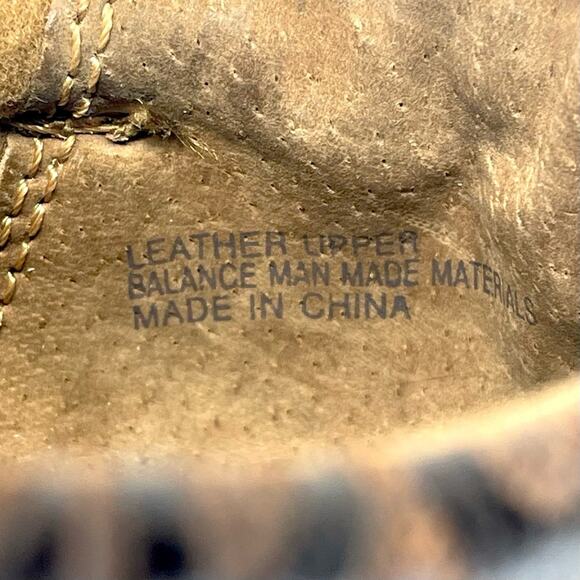 LEATHER UPPER
BALANCE MAN MADE MATERIALS
MADE IN CHINA